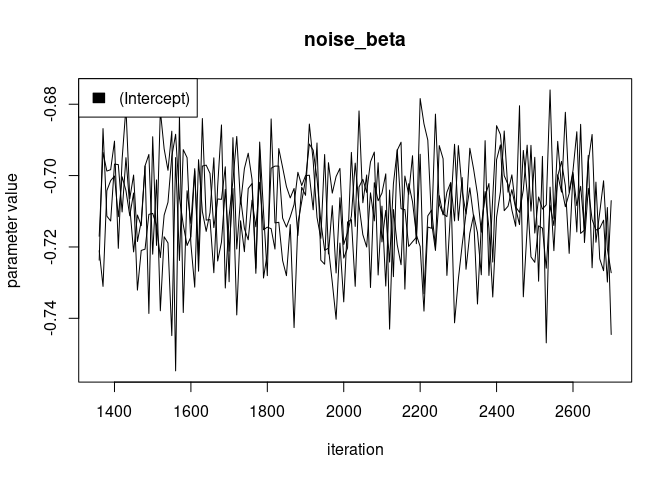 noise_beta
(Intercept)
parameter value
-0.68
-0.70
-0.72
-0.74
1400 1600 1800 2000 2200 2400 2600
iteration